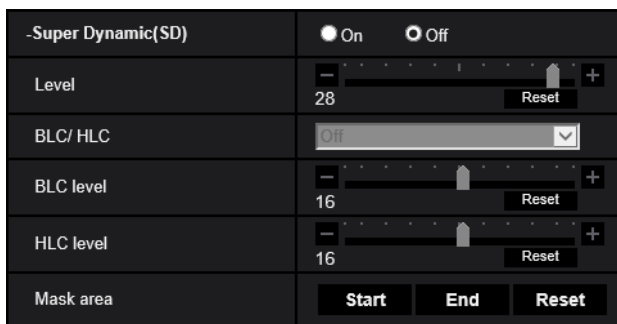 -Super Dynamic(SD) On Off
Level - +
28 Reset
BLC/ HLC Off
BLC level - +
16 Reset
HLC level - +
16 Reset
Mask area Start End Reset